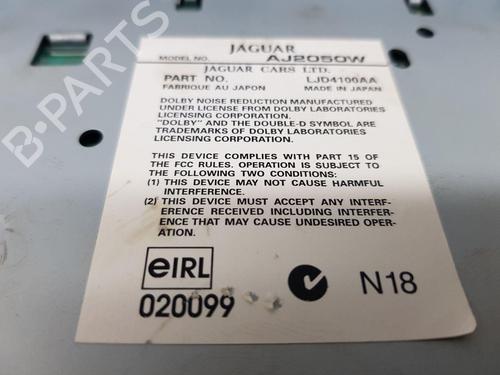 JAGUAR
MODEL NO. AJ2050W
JAGUAR CARS LTD.
PART NO. LJD4100AA
FABRIQUE AU JAPON MADE IN JAPAN
DOLBY NOISE REDUCTION MANUFACTURED
UNDER LICENSE FROM DOLBY LABORATORIES
LICENSING CORPORATION.
"DOLBY" AND THE DOUBLE-D SYMBOL ARE
TRADEMARKS OF DOLBY LABORATORIES
LICENSING CORPORATION.
THIS DEVICE COMPLIES WITH PART 15 OF
THE FCC RULES. OPERATION IS SUBJECT TO
THE FOLLOWING TWO CONDITIONS:
(1) THIS DEVICE MAY NOT CAUSE HARMFUL
INTERFERENCE.
(2) THIS DEVICE MUST ACCEPT ANY INTERF-
ERENCE RECEIVED INCLUDING INTERFER-
ENCE THAT MAY CAUSE UNDESIRED OPER-
ATION.
eIRL
020099
N18
B-PARTS